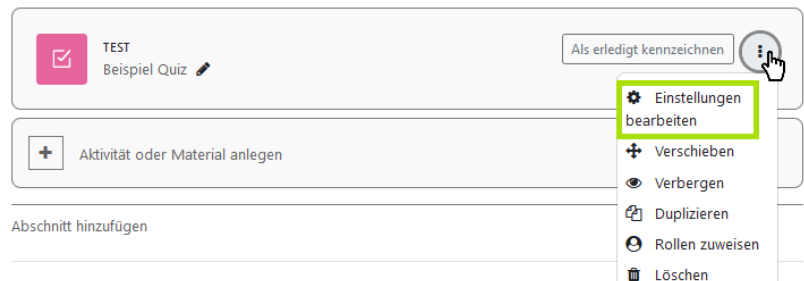 TEST
Beispiel Quiz
Als erledigt kennzeichnen
Einstellungen
bearbeiten
Aktivität oder Material anlegen
Verschieben
Verbergen
Duplizieren
Abschnitt hinzufügen
Rollen zuweisen
Löschen